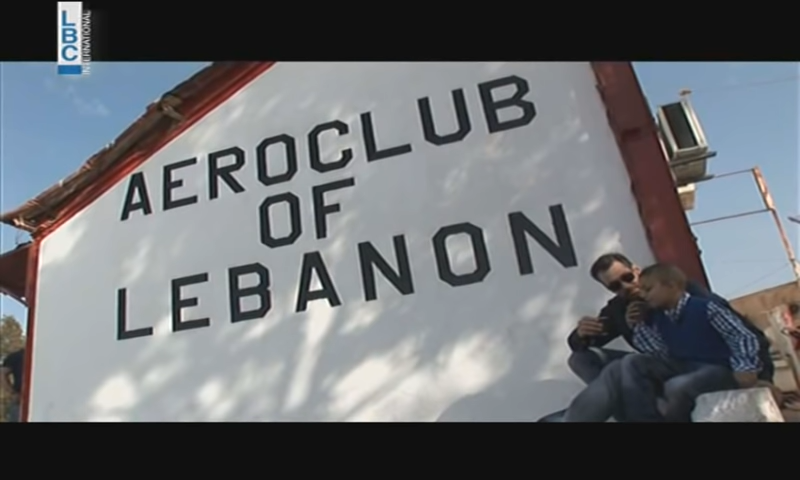 LBC
INTERNATIONAL
AEROCLUB
OF
LEBANON